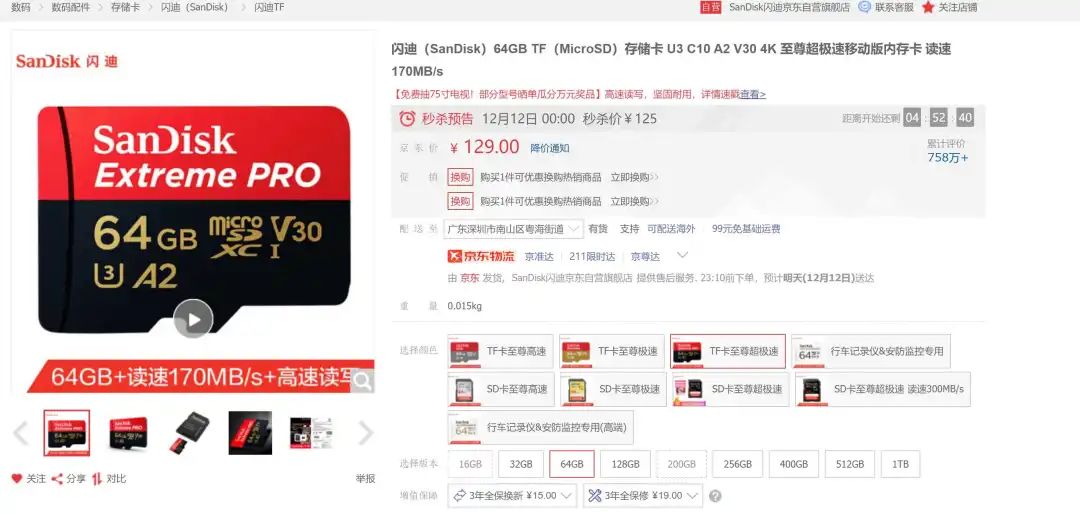 数码 > 数码配件 > 存储卡 > 闪迪（SanDisk） > 闪迪TF
自营 SanDisk闪迪京东自营旗舰店 联系客服 关注店铺
SanDisk 闪迪
SanDisk
Extreme PRO
64GB micro SD XC I V30
U3 A2
64GB+读速170MB/s+高速读写
关注 分享 对比 举报
闪迪（SanDisk）64GB TF（MicroSD）存储卡 U3 C10 A2 V30 4K 至尊超极速移动版内存卡 读速
170MB/s
【免费抽75寸电视！部分型号晒单瓜分万元奖品】高速读写，坚固耐用，详情速戳查看>
秒杀预告 12月12日 00:00 秒杀价￥125 距离开始还剩 04 : 52 : 40
京东价 ￥129.00 降价通知 累计评价
758万+
促销 换购 购买1件可优惠换购热销商品 立即换购>>
换购 购买1件可优惠换购热销商品 立即换购>>
配送至 广东深圳市南山区粤海街道 有货 支持 可配送海外 | 99元免基础运费
京东物流 京准达 | 211限时达 | 京尊达
由 京东 发货，SanDisk闪迪京东自营旗舰店 提供售后服务. 23:10前下单，预计明天(12月12日)送达
重量 0.015kg
选择颜色 TF卡至尊高速 TF卡至尊极速 TF卡至尊超极速 行车记录仪&安防监控专用
SD卡至尊高速 SD卡至尊极速 SD卡至尊超极速 SD卡至尊超极速 读速300MB/s
行车记录仪&安防监控专用(高端)
选择版本 16GB 32GB 64GB 128GB 200GB 256GB 400GB 512GB 1TB
增值保障 3年全保换新 ¥15.00 3年全保修 ¥19.00 ?